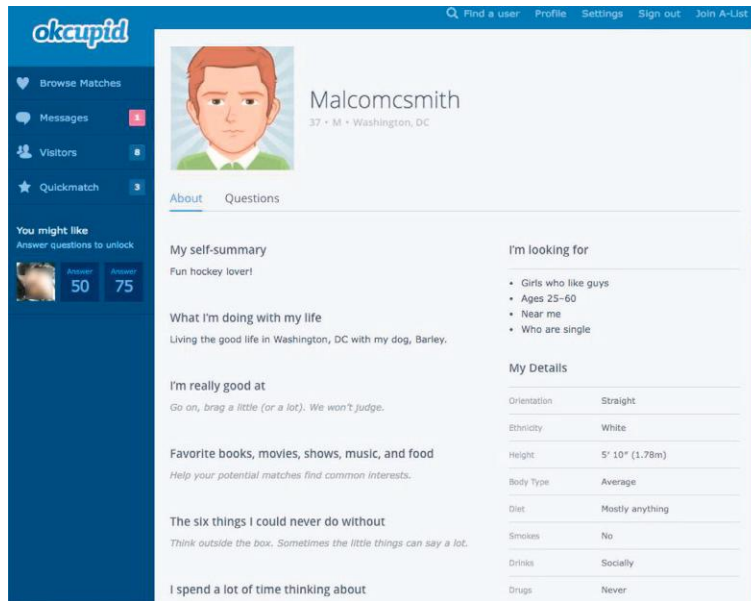 okcupid
Find a user Profile Settings Sign out Join A-List
Browse Matches
Messages 1
Visitors 8
Quickmatch 3
You might like
Answer questions to unlock
Answer 50
Answer 75
Malcomcsmith
37 • M • Washington, DC
About Questions
My self-summary
Fun hockey lover!
What I'm doing with my life
Living the good life in Washington, DC with my dog, Barley.
I'm really good at
Go on, brag a little (or a lot). We won't judge.
Favorite books, movies, shows, music, and food
Help your potential matches find common interests.
The six things I could never do without
Think outside the box. Sometimes the little things can say a lot.
I spend a lot of time thinking about
I'm looking for
• Girls who like guys
• Ages 25-60
• Near me
• Who are single
My Details
Orientation Straight
Ethnicity White
Height 5' 10" (1.78m)
Body Type Average
Diet Mostly anything
Smokes No
Drinks Socially
Drugs Never